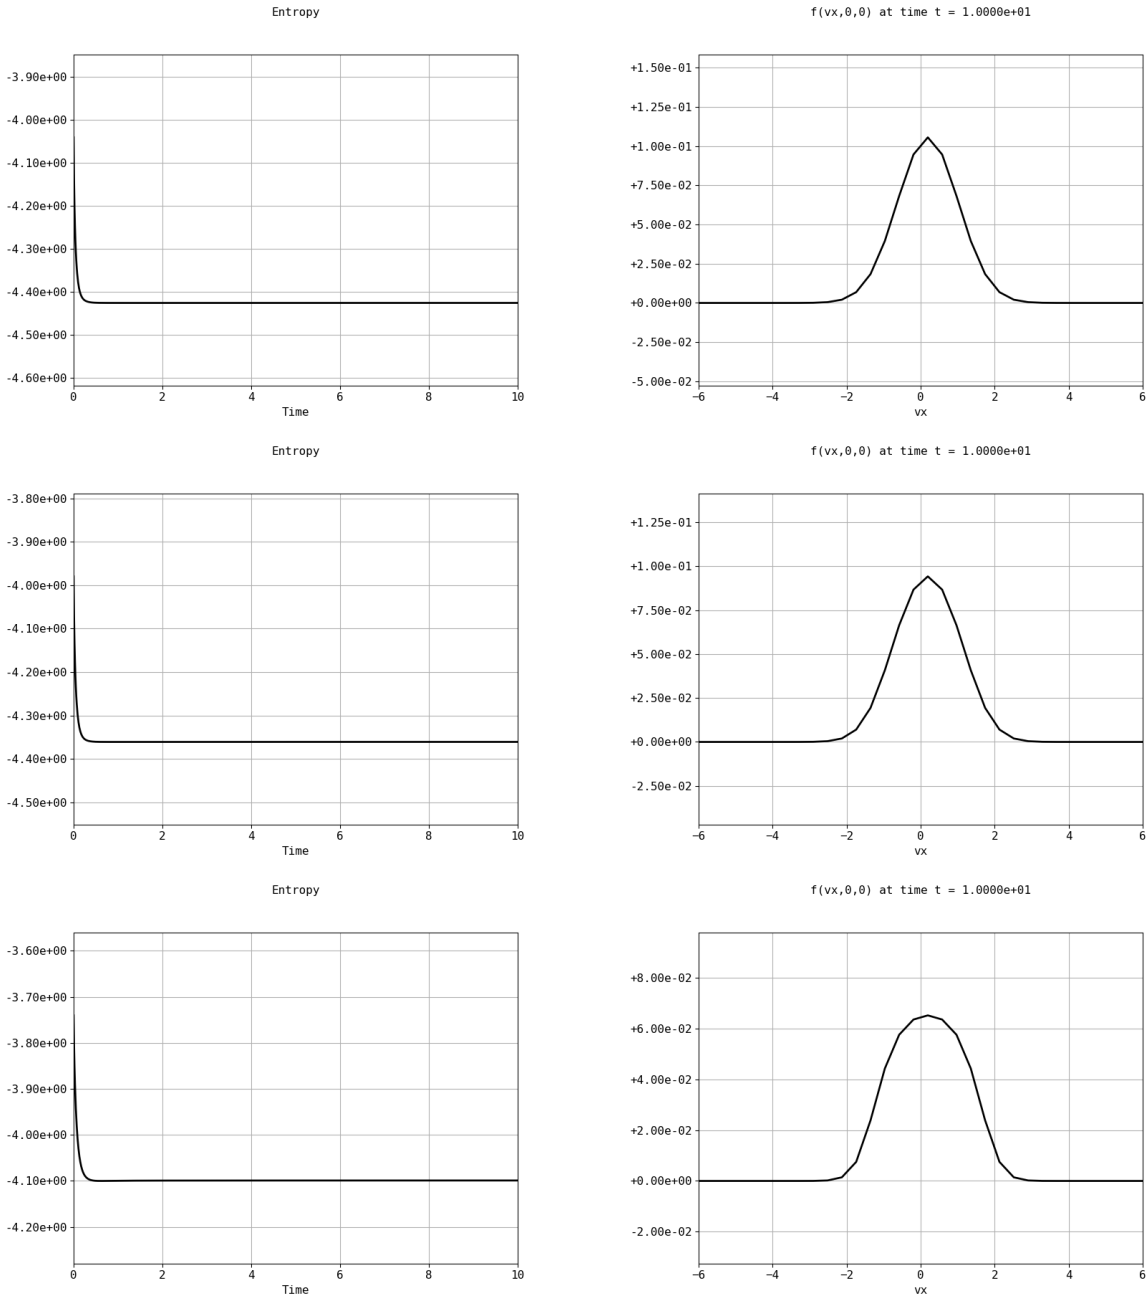 Entropy
-3.90e+00
-4.00e+00
-4.10e+00
-4.20e+00
-4.30e+00
-4.40e+00
-4.50e+00
-4.60e+00
0 2 4 6 8 10
Time
f(vx,0,0) at time t = 1.0000e+01
+1.50e-01
+1.25e-01
+1.00e-01
+7.50e-02
+5.00e-02
+2.50e-02
+0.00e+00
-2.50e-02
-5.00e-02
−6 −4 −2 0 2 4 6
vx
Entropy
-3.80e+00
-3.90e+00
-4.00e+00
-4.10e+00
-4.20e+00
-4.30e+00
-4.40e+00
-4.50e+00
0 2 4 6 8 10
Time
f(vx,0,0) at time t = 1.0000e+01
+1.25e-01
+1.00e-01
+7.50e-02
+5.00e-02
+2.50e-02
+0.00e+00
-2.50e-02
−6 −4 −2 0 2 4 6
vx
Entropy
-3.60e+00
-3.70e+00
-3.80e+00
-3.90e+00
-4.00e+00
-4.10e+00
-4.20e+00
0 2 4 6 8 10
Time
f(vx,0,0) at time t = 1.0000e+01
+8.00e-02
+6.00e-02
+4.00e-02
+2.00e-02
+0.00e+00
-2.00e-02
−6 −4 −2 0 2 4 6
vx